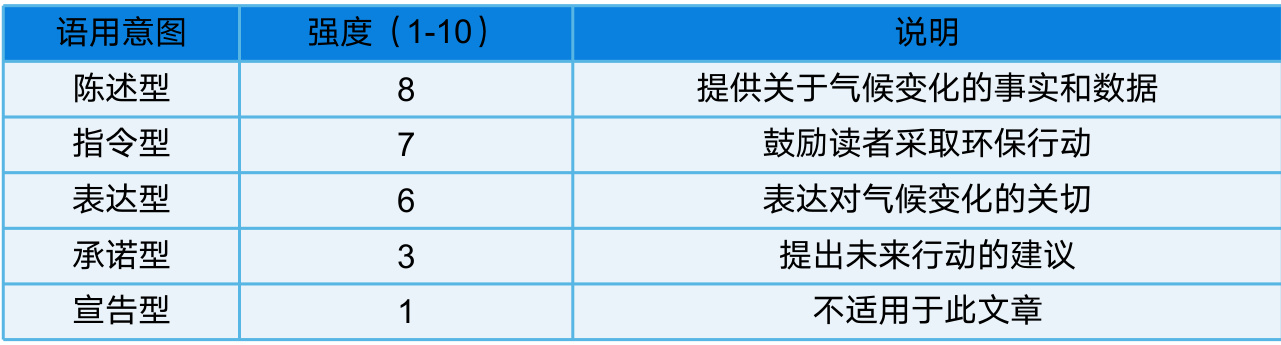 语用意图 强度（1-10） 说明
陈述型 8 提供关于气候变化的事实和数据
指令型 7 鼓励读者采取环保行动
表达型 6 表达对气候变化的关切
承诺型 3 提出未来行动的建议
宣告型 1 不适用于此文章